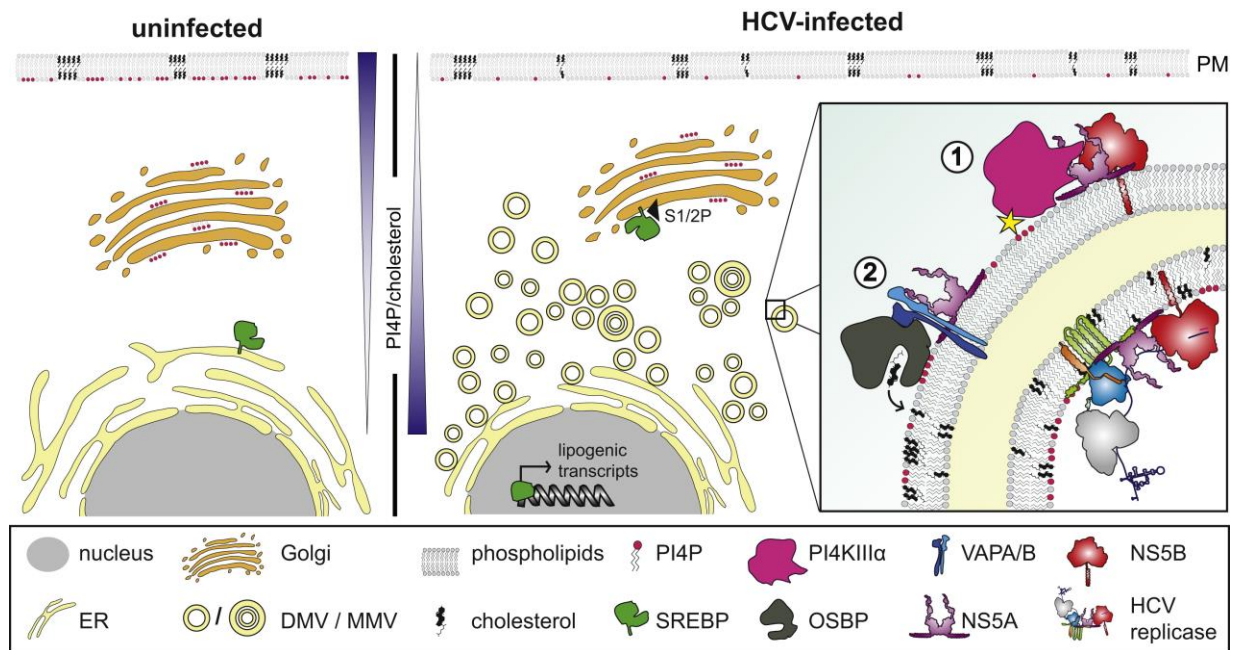 uninfected
HCV-infected
PM
PI4P/cholesterol
S1/2P
lipogenic
transcripts
1
2
nucleus
Golgi
phospholipids
PI4P
PI4KIIIα
VAPA/B
NS5B
ER
/
DMV / MMV
cholesterol
SREBP
OSBP
NS5A
HCV
replicase